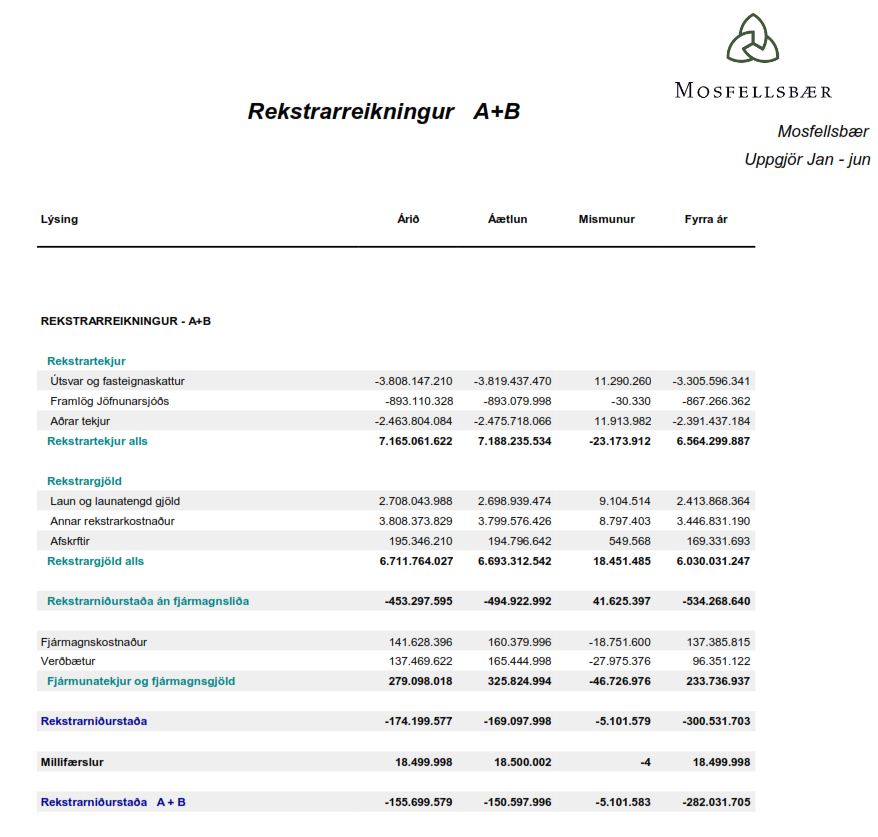 MOSFELLSBÆR
Rekstrarreikningur A+B
Mosfellsbær
Uppgjör Jan - jun
Lýsing Árið Áætlun Mismunur Fyrra ár
REKSTRARREIKNINGUR - A+B
Rekstrartekjur
Útsvar og fasteignaskattur -3.808.147.210 -3.819.437.470 11.290.260 -3.305.596.341
Framlög Jöfnunarsjóðs -893.110.328 -893.079.998 -30.330 -867.266.362
Aðrar tekjur -2.463.804.084 -2.475.718.066 11.913.982 -2.391.437.184
Rekstrartekjur alls 7.165.061.622 7.188.235.534 -23.173.912 6.564.299.887
Rekstrargjöld
Laun og launatengd gjöld 2.708.043.988 2.698.939.474 9.104.514 2.413.868.364
Annar rekstrarkostnaður 3.808.373.829 3.799.576.426 8.797.403 3.446.831.190
Afskrftir 195.346.210 194.796.642 549.568 169.331.693
Rekstrargjöld alls 6.711.764.027 6.693.312.542 18.451.485 6.030.031.247
Rekstrarniðurstaða án fjármagnsliða -453.297.595 -494.922.992 41.625.397 -534.268.640
Fjármagnskostnaður 141.628.396 160.379.996 -18.751.600 137.385.815
Verðbætur 137.469.622 165.444.998 -27.975.376 96.351.122
Fjármunatekjur og fjármagnsgjöld 279.098.018 325.824.994 -46.726.976 233.736.937
Rekstrarniðurstaða -174.199.577 -169.097.998 -5.101.579 -300.531.703
Millifærslur 18.499.998 18.500.002 -4 18.499.998
Rekstrarniðurstaða A + B -155.699.579 -150.597.996 -5.101.583 -282.031.705